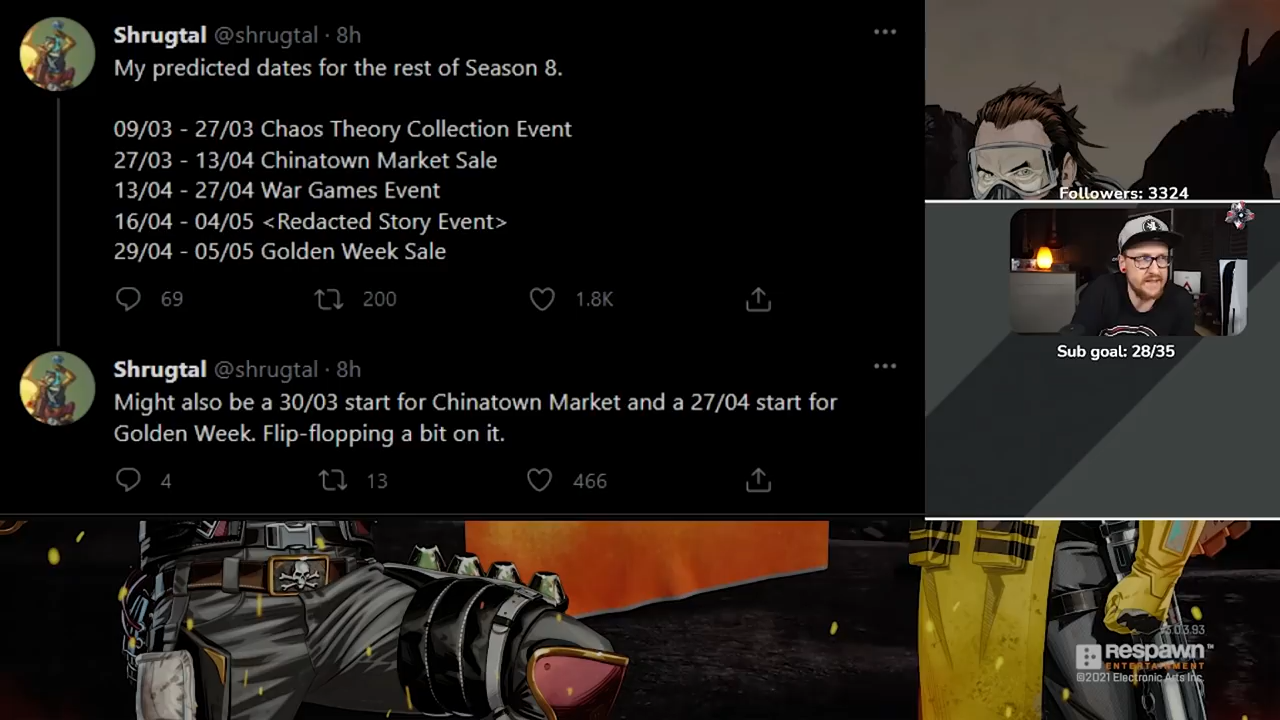 Shrugtal @shrugtal · 8h
My predicted dates for the rest of Season 8.
09/03 - 27/03 Chaos Theory Collection Event
27/03 - 13/04 Chinatown Market Sale
13/04 - 27/04 War Games Event
16/04 - 04/05 <Redacted Story Event>
29/04 - 05/05 Golden Week Sale
69 200 1.8K
Shrugtal @shrugtal · 8h
Might also be a 30/03 start for Chinatown Market and a 27/04 start for
Golden Week. Flip-flopping a bit on it.
4 13 466
Followers: 3324
Sub goal: 28/35
Respawn™
ENTERTAINMENT
©2021 Electronic Arts Inc.